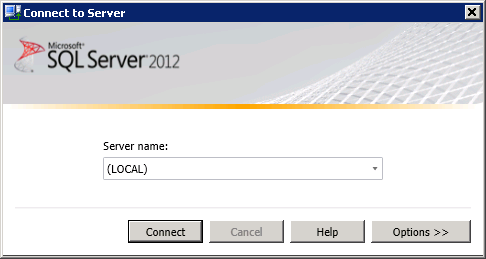 Connect to Server
Microsoft®
SQL Server 2012
Server name:
(LOCAL)
Connect Cancel Help Options >>